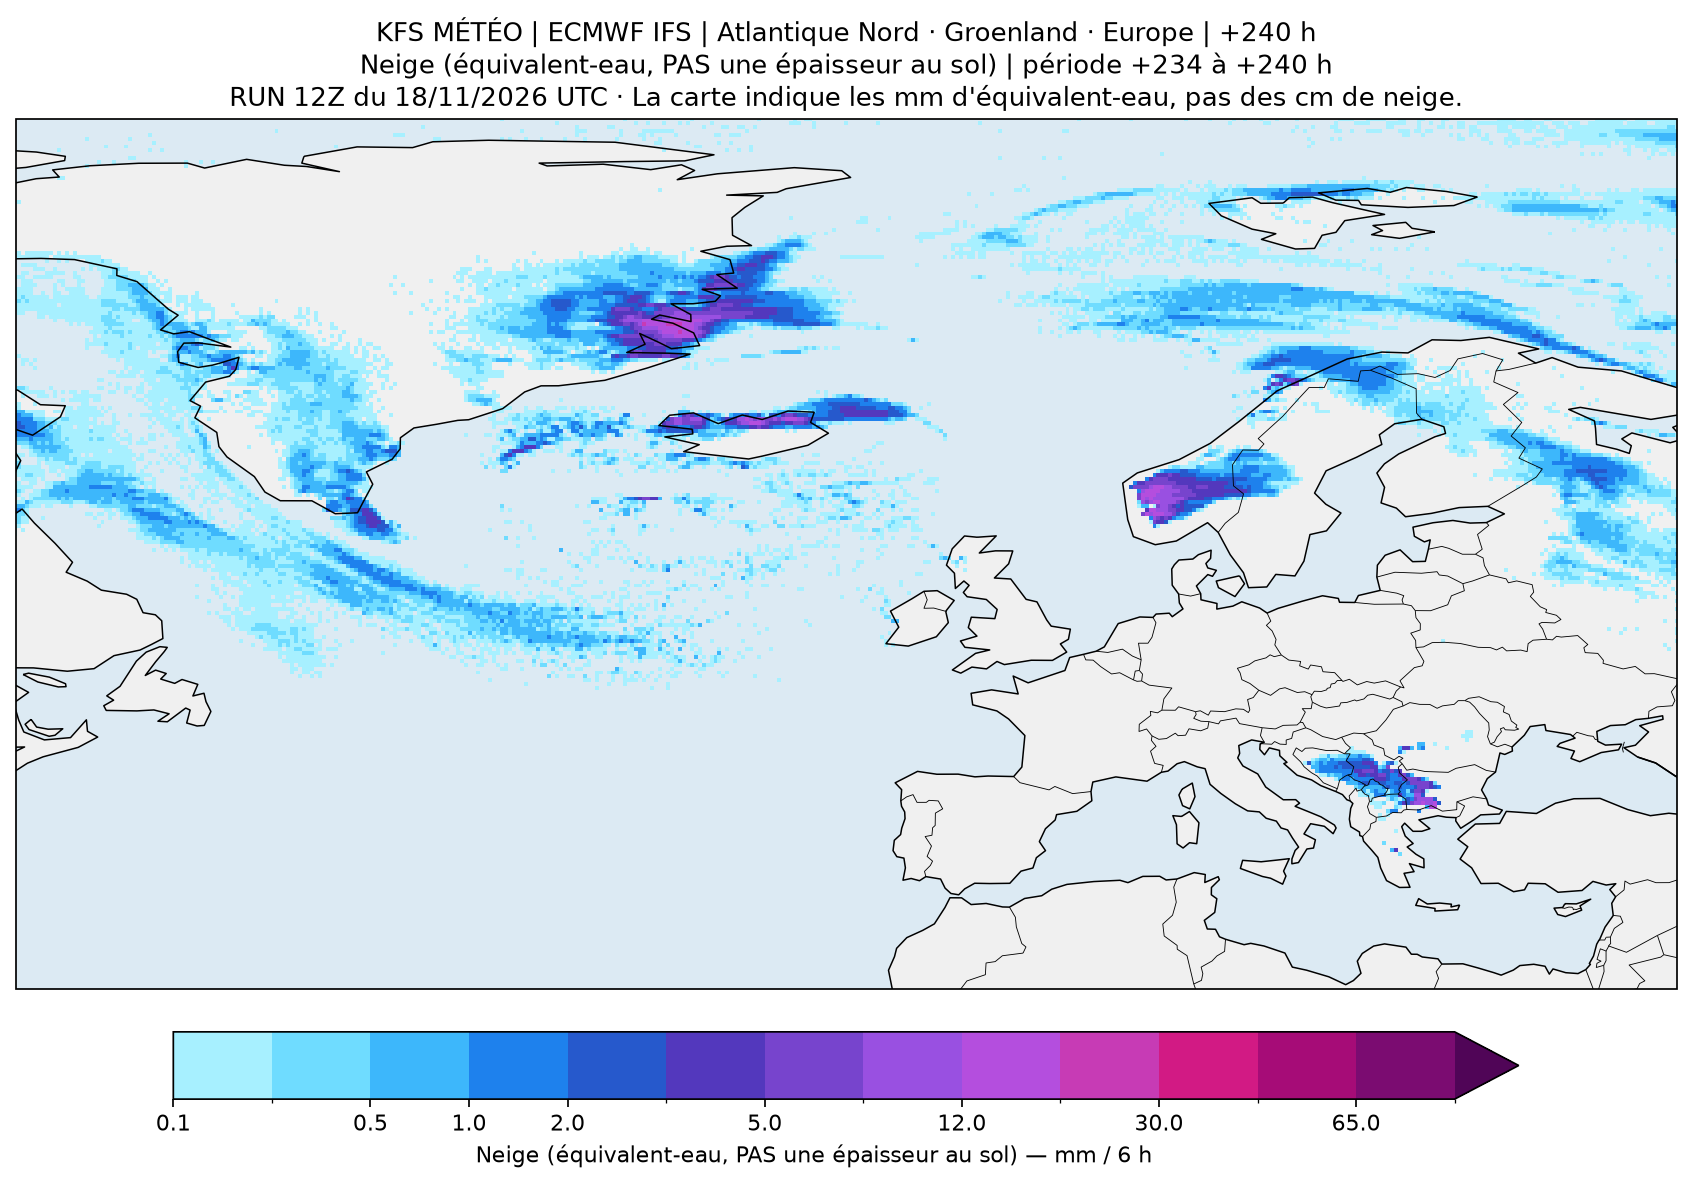 KFS MÉTÉO | ECMWF IFS | Atlantique Nord · Groenland · Europe | +240 h
Neige (équivalent-eau, PAS une épaisseur au sol) | période +234 à +240 h
RUN 12Z du 18/11/2026 UTC · La carte indique les mm d'équivalent-eau, pas des cm de neige.
0.1 0.5 1.0 2.0 5.0 12.0 30.0 65.0
Neige (équivalent-eau, PAS une épaisseur au sol) — mm / 6 h